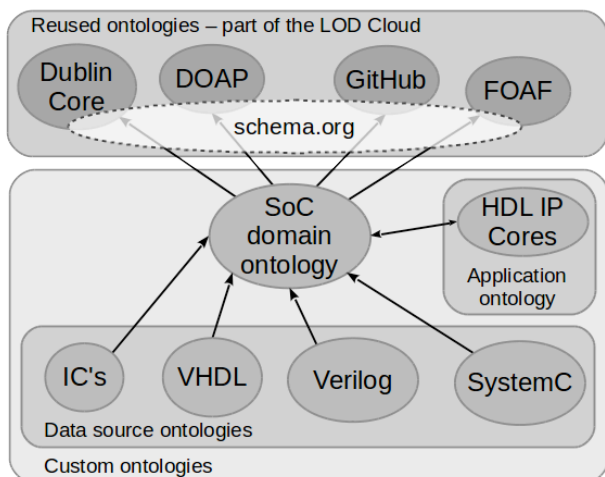 Reused ontologies – part of the LOD Cloud
Dublin
Core
DOAP
GitHub
FOAF
schema.org
SoC
domain
ontology
HDL IP
Cores
Application
ontology
IC's
VHDL
Verilog
SystemC
Data source ontologies
Custom ontologies